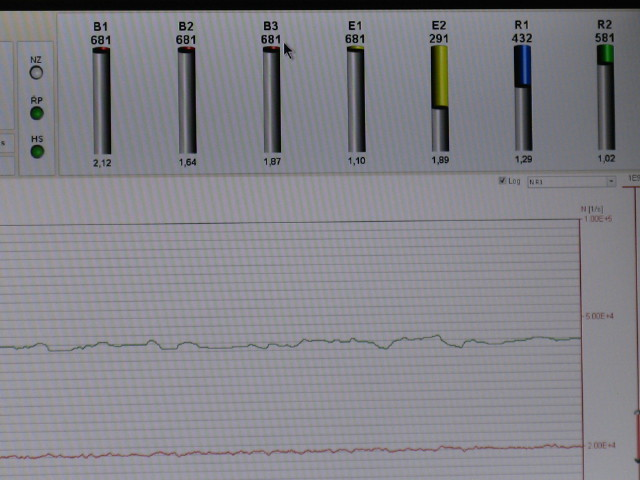 B1 B2 B3 E1 E2 R1 R2
681 681 681 681 291 432 581
NZ
RP
HS
2,12 1,64 1,87 1,10 1,89 1,29 1,02
Log
N [1/s]
1.00E+5
5.00E+4
2.00E+4